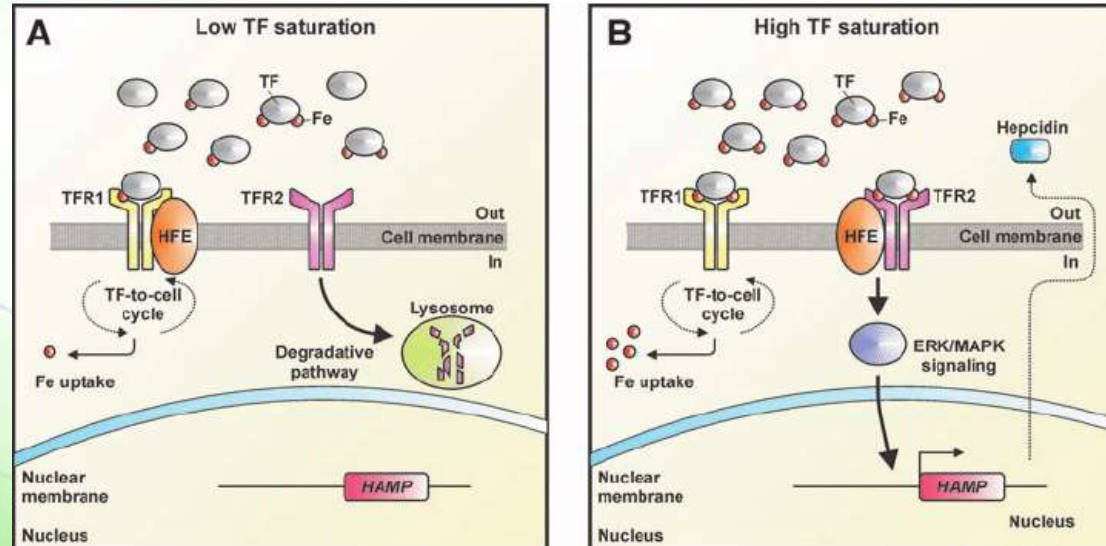 A
Low TF saturation
TF
Fe
TFR1
TFR2
HFE
Out
Cell membrane
In
TF-to-cell
cycle
Lysosome
Fe uptake
Degradative
pathway
Nuclear
membrane
HAMP
Nucleus
B
High TF saturation
TF
Fe
Hepcidin
TFR1
TFR2
HFE
Out
Cell membrane
In
TF-to-cell
cycle
ERK/MAPK
signaling
Fe uptake
Nuclear
membrane
HAMP
Nucleus
Nucleus